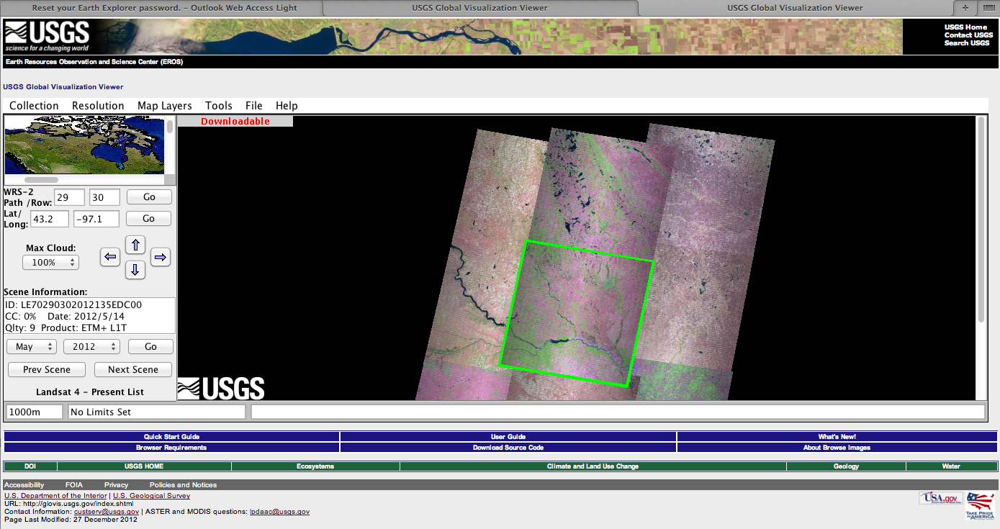 Reset your Earth Explorer password. – Outlook Web Access Light
USGS Global Visualization Viewer
USGS Global Visualization Viewer
USGS
science for a changing world
USGS Home
Contact USGS
Search USGS
Earth Resources Observation and Science Center (EROS)
USGS Global Visualization Viewer
Collection Resolution Map Layers Tools File Help
Downloadable
WRS-2
Path /Row: 29 30 Go
Lat/
Long: 43.2 -97.1 Go
Max Cloud:
100%
Scene Information:
ID: LE70290302012135EDC00
CC: 0% Date: 2012/5/14
Qlty: 9 Product: ETM+ L1T
May 2012 Go
Prev Scene Next Scene
Landsat 4 – Present List
USGS
1000m No Limits Set
Quick Start Guide User Guide What's New!
Browser Requirements Download Source Code About Browse Images
DOI USGS HOME Ecosystems Climate and Land Use Change Geology Water
Accessibility FOIA Privacy Policies and Notices
U.S. Department of the Interior | U.S. Geological Survey
URL: http://glovis.usgs.gov/index.shtml
Contact Information: custserv@usgs.gov | ASTER and MODIS questions: lpdaac@usgs.gov
Page Last Modified: 27 December 2012
USA.gov
TAKE PRIDE
IN AMERICA